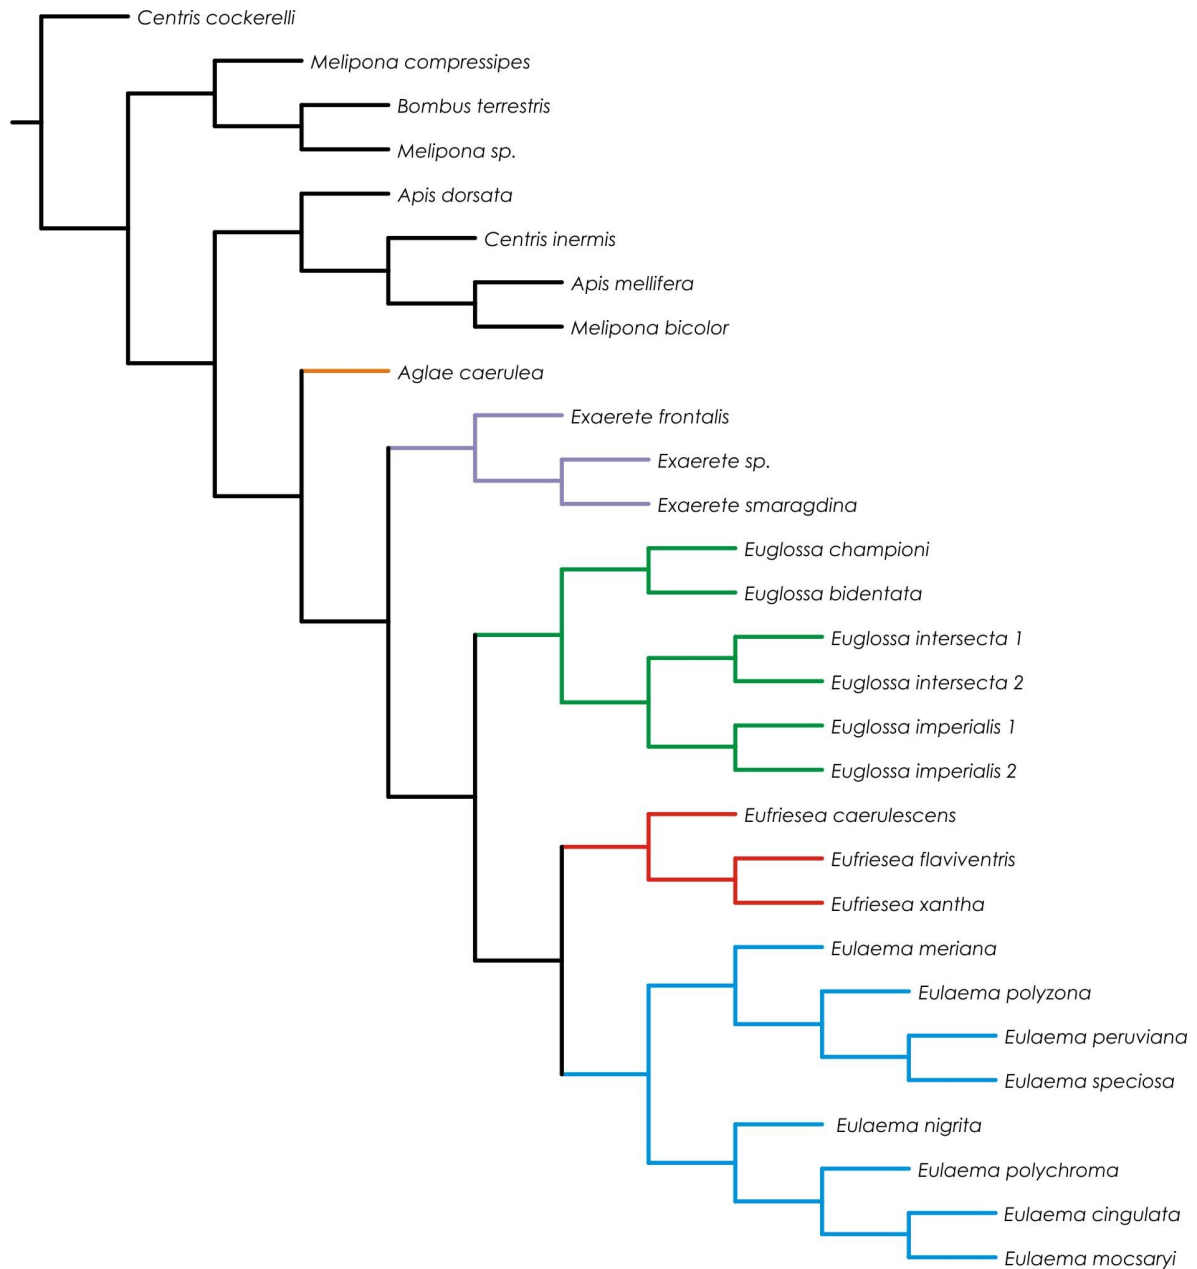 Centris cockerelli
Melipona compressipes
Bombus terrestris
Melipona sp.
Apis dorsata
Centris inermis
Apis mellifera
Melipona bicolor
Aglae caerulea
Exaerete frontalis
Exaerete sp.
Exaerete smaragdina
Euglossa championi
Euglossa bidentata
Euglossa intersecta 1
Euglossa intersecta 2
Euglossa imperialis 1
Euglossa imperialis 2
Eufriesea caerulescens
Eufriesea flaviventris
Eufriesea xantha
Eulaema meriana
Eulaema polyzona
Eulaema peruviana
Eulaema speciosa
Eulaema nigrita
Eulaema polychroma
Eulaema cingulata
Eulaema mocsaryi